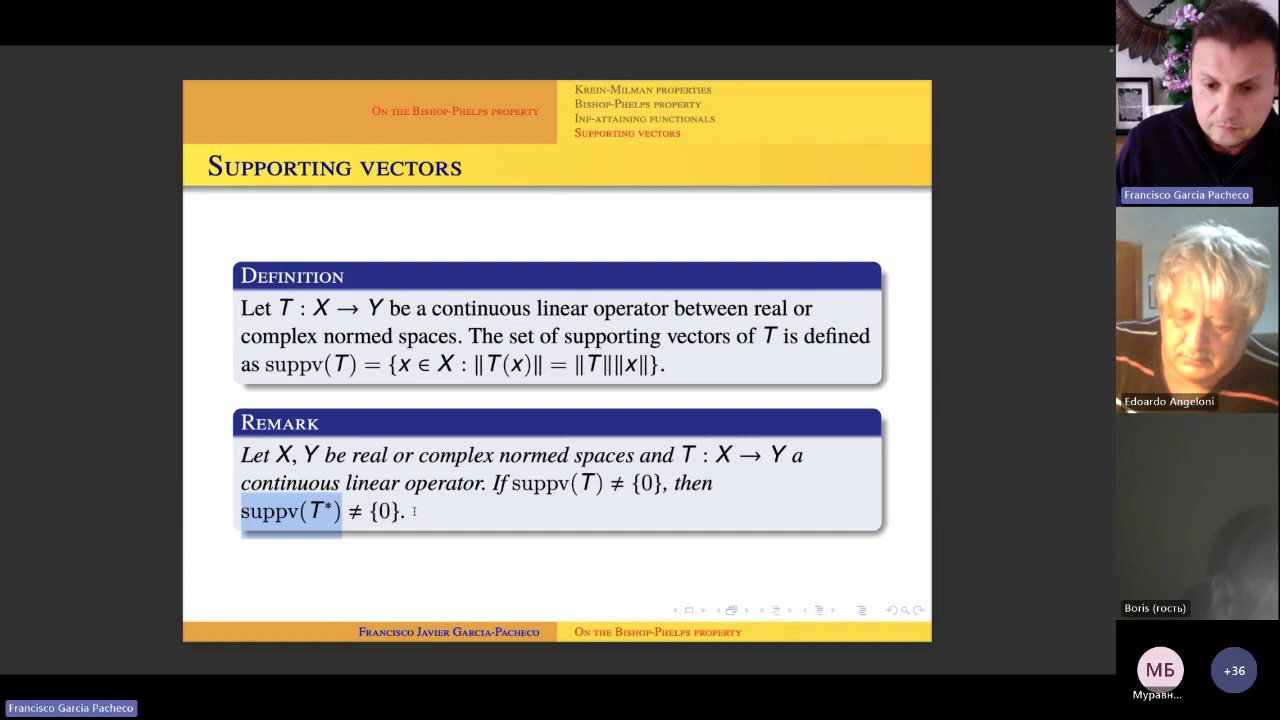 On the Bishop-Phelps property
Krein-Milman properties
Bishop-Phelps property
Inf-attaining functionals
Supporting vectors
Supporting vectors
Definition
Let T : X → Y be a continuous linear operator between real or
complex normed spaces. The set of supporting vectors of T is defined
as suppv(T) = {x ∈ X : ‖T(x)‖ = ‖T‖‖x‖}.
Remark
Let X, Y be real or complex normed spaces and T : X → Y a
continuous linear operator. If suppv(T) ≠ {0}, then
suppv(T*) ≠ {0}.
Francisco Javier Garcia-Pacheco
On the Bishop-Phelps property
Francisco Garcia Pacheco
Edoardo Angeloni
Boris (гость)
МБ
+36
Муравн...
Francisco Garcia Pacheco